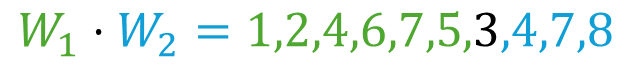 W₁ · W₂ = 1,2,4,6,7,5,3,4,7,8